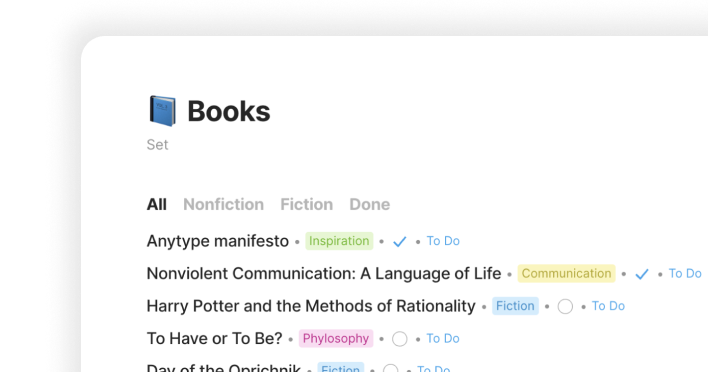 Books
Set
All Nonfiction Fiction Done
Anytype manifesto • Inspiration • ✓ • To Do
Nonviolent Communication: A Language of Life • Communication • ✓ • To Do
Harry Potter and the Methods of Rationality • Fiction • ○ • To Do
To Have or To Be? • Phylosophy • ○ • To Do
Day of the Oprichnik • Fiction • ○ • To Do